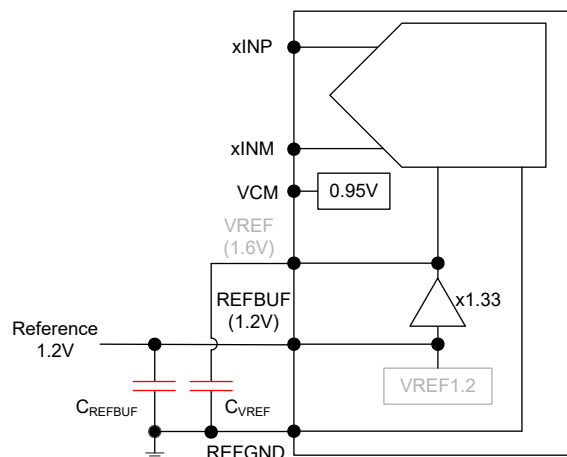 xINP
xINM
VCM
0.95V
VREF
(1.6V)
REFBUF
(1.2V)
x1.33
Reference
1.2V
VREF1.2
CREFBUF
CVREF
REFGND